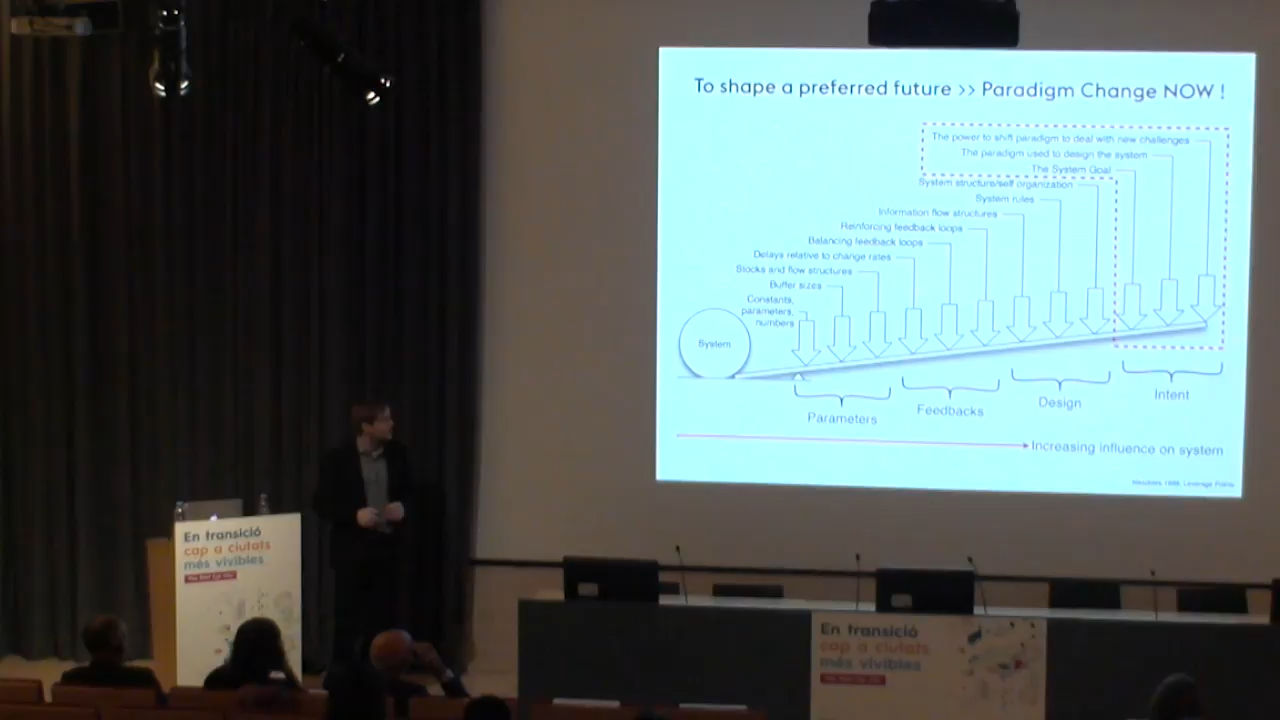 To shape a preferred future >> Paradigm Change NOW !
The power to shift paradigm to deal with new challenges
The paradigm used to design the system
The System Goal
System structure/self organization
System rules
Information flow structures
Reinforcing feedback loops
Balancing feedback loops
Delays relative to change rates
Stocks and flow structures
Buffer sizes
Constants,
parameters,
numbers
System
Parameters
Feedbacks
Design
Intent
Increasing influence on system
Leverage Points
En transició
cap a ciutats
més vivibles
En transició
cap a ciutats
més vivibles